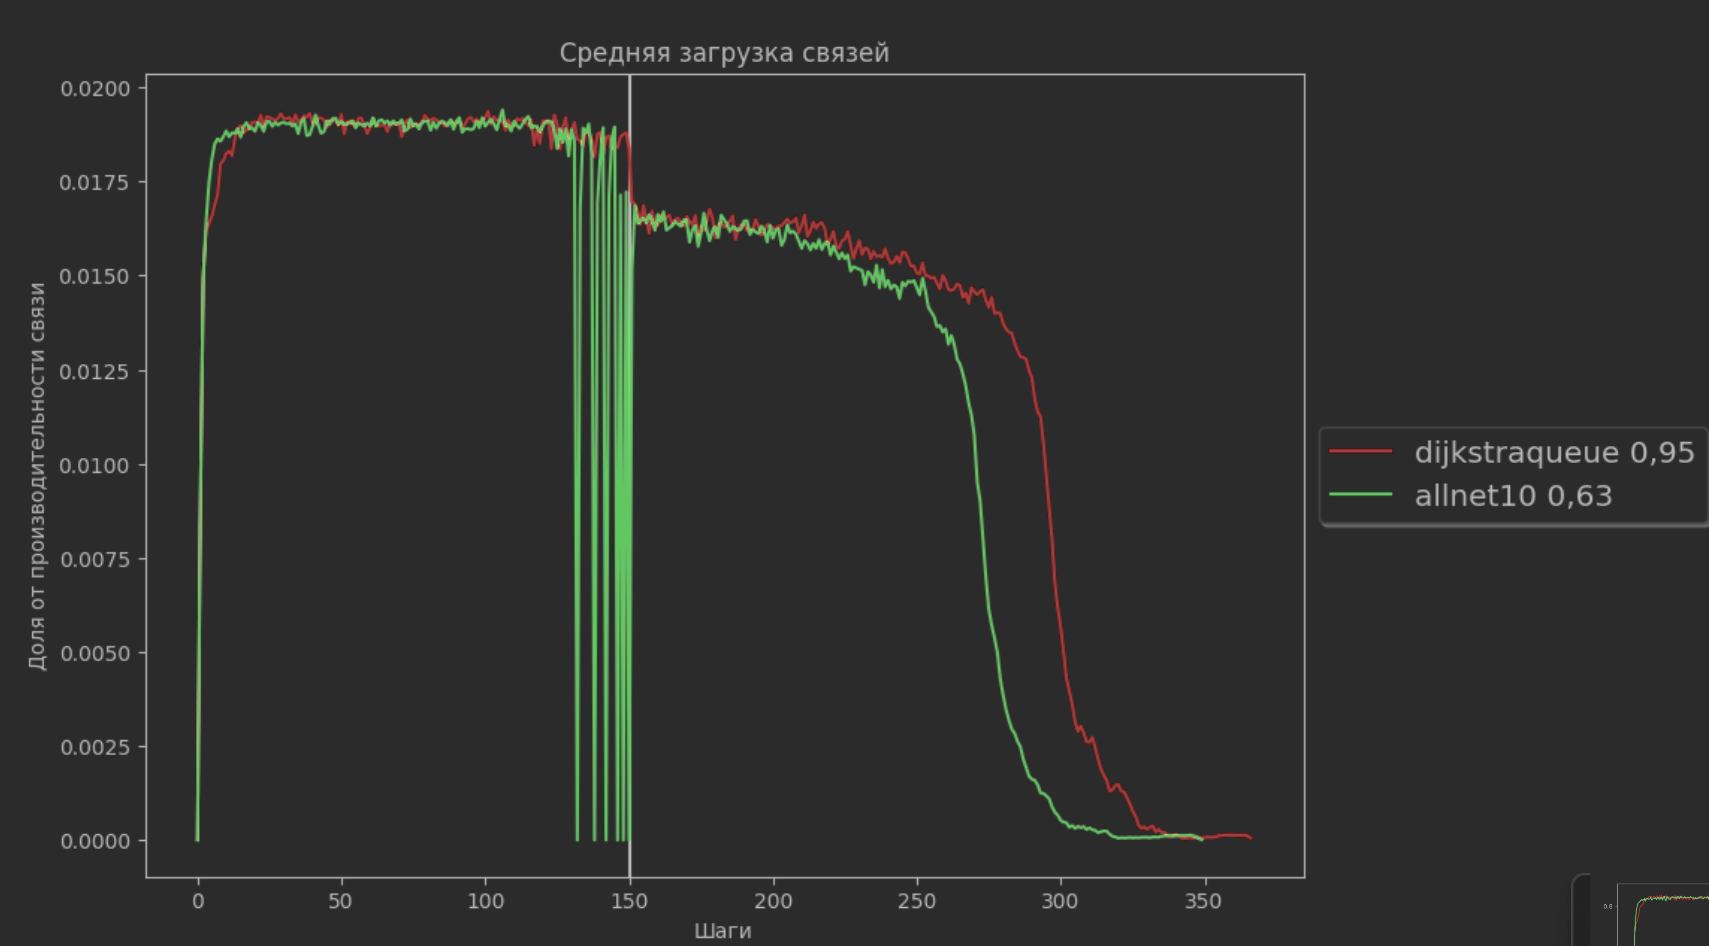 Средняя загрузка связей
Доля от производительности связи
0.0200
0.0175
0.0150
0.0125
0.0100
0.0075
0.0050
0.0025
0.0000
0 50 100 150 200 250 300 350
Шаги
dijkstraqueue 0,95
allnet10 0,63
0.8